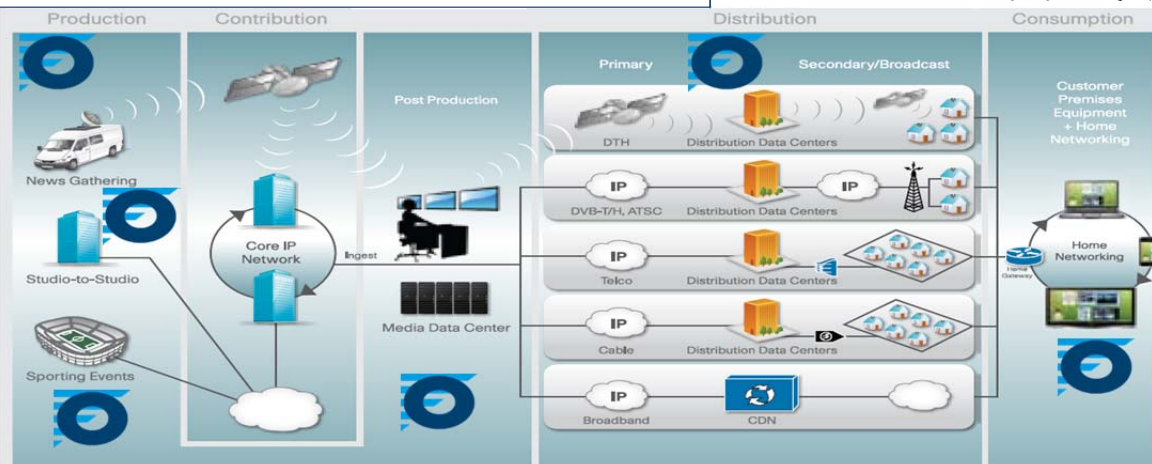 Production
Contribution
Distribution
Consumption
Primary
Secondary/Broadcast
Post Production
Customer
Premises
Equipment
+ Home
Networking
News Gathering
Studio-to-Studio
Sporting Events
Core IP
Network
Ingest
Media Data Center
DTH
Distribution Data Centers
IP
IP
DVB-T/H, ATSC
Distribution Data Centers
IP
Telco
Distribution Data Centers
IP
Cable
Distribution Data Centers
IP
Broadband
CDN
Home
Gateway
Home
Networking